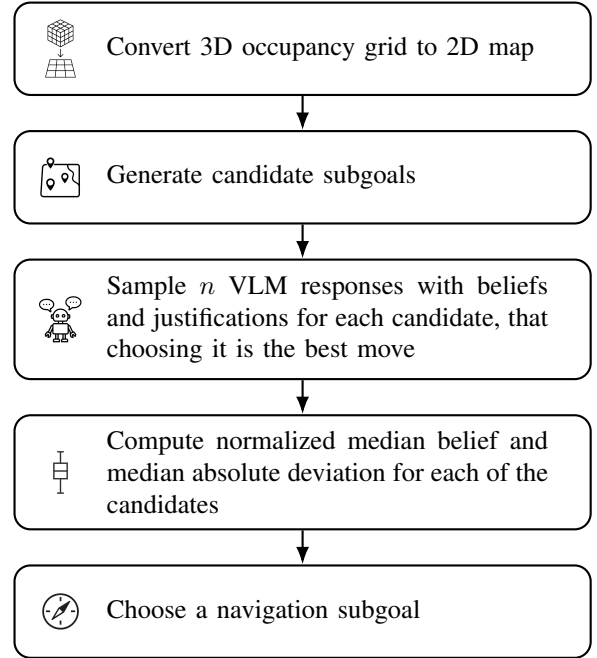 Convert 3D occupancy grid to 2D map
Generate candidate subgoals
Sample n VLM responses with beliefs
and justifications for each candidate, that
choosing it is the best move
Compute normalized median belief and
median absolute deviation for each of the
candidates
Choose a navigation subgoal